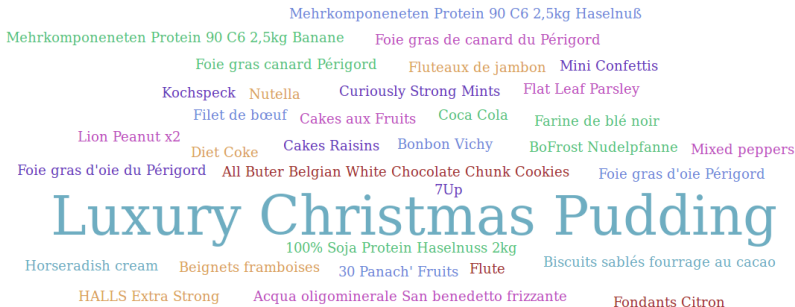 Mehrkomponeneten Protein 90 C6 2,5kg Haselnuß
Mehrkomponeneten Protein 90 C6 2,5kg Banane
Foie gras de canard du Périgord
Foie gras canard Périgord
Fluteaux de jambon
Mini Confettis
Kochspeck
Nutella
Curiously Strong Mints
Flat Leaf Parsley
Filet de bœuf
Cakes aux Fruits
Coca Cola
Farine de blé noir
Lion Peanut x2
Diet Coke
Cakes Raisins
Bonbon Vichy
BoFrost Nudelpfanne
Mixed peppers
Foie gras d'oie du Périgord
All Buter Belgian White Chocolate Chunk Cookies
Foie gras d'oie Périgord
7Up
Luxury Christmas Pudding
100% Soja Protein Haselnuss 2kg
Horseradish cream
Beignets framboises
30 Panach' Fruits
Flute
Biscuits sablés fourrage au cacao
HALLS Extra Strong
Acqua oligominerale San benedetto frizzante
Fondants Citron